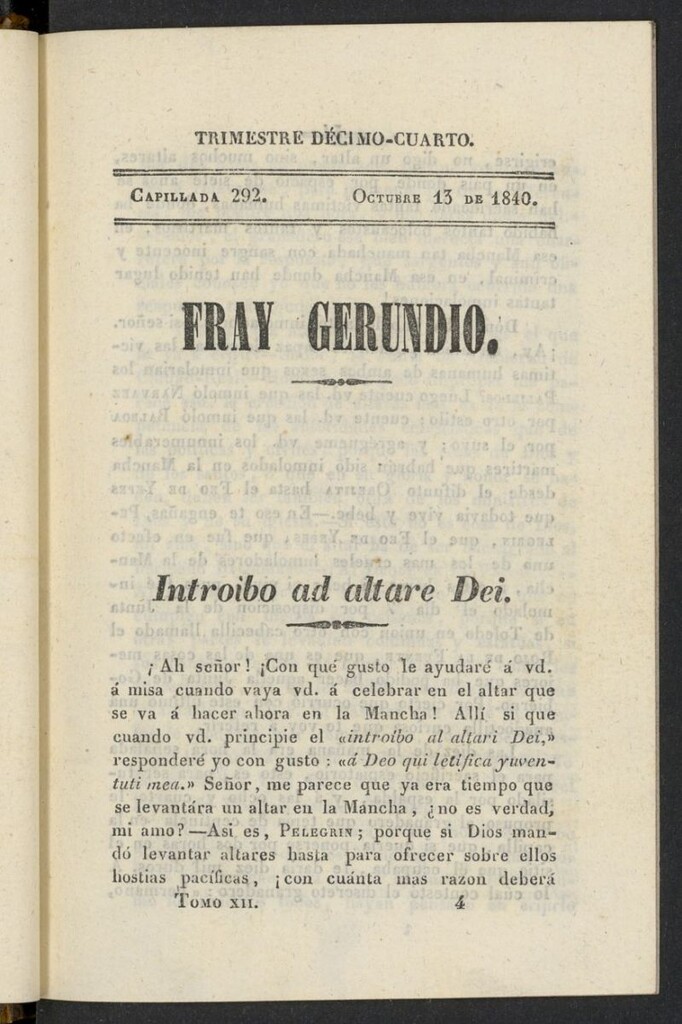 TRIMESTRE DÉCIMO-CUARTO.
CAPILLADA 292. OCTUBRE 13 DE 1840.
FRAY GERUNDIO.
Introibo ad altare Dei.
¡Ah señor! ¡Con qué gusto le ayudaré á vd.
á misa cuando vaya vd. á celebrar en el altar que
se va á hacer ahora en la Mancha! Allí si que
cuando vd. principie el «introibo al altari Dei,»
responderé yo con gusto: «á Deo qui letifica yuven-
tuti mea.» Señor, me parece que ya era tiempo que
se levantára un altar en la Mancha, ¿no es verdad,
mi amo?—Asi es, PELEGRIN; porque si Dios man-
dó levantar altares hasta para ofrecer sobre ellos
hostias pacíficas, ¡con cuánta mas razon deberá
TOMO XII. 4